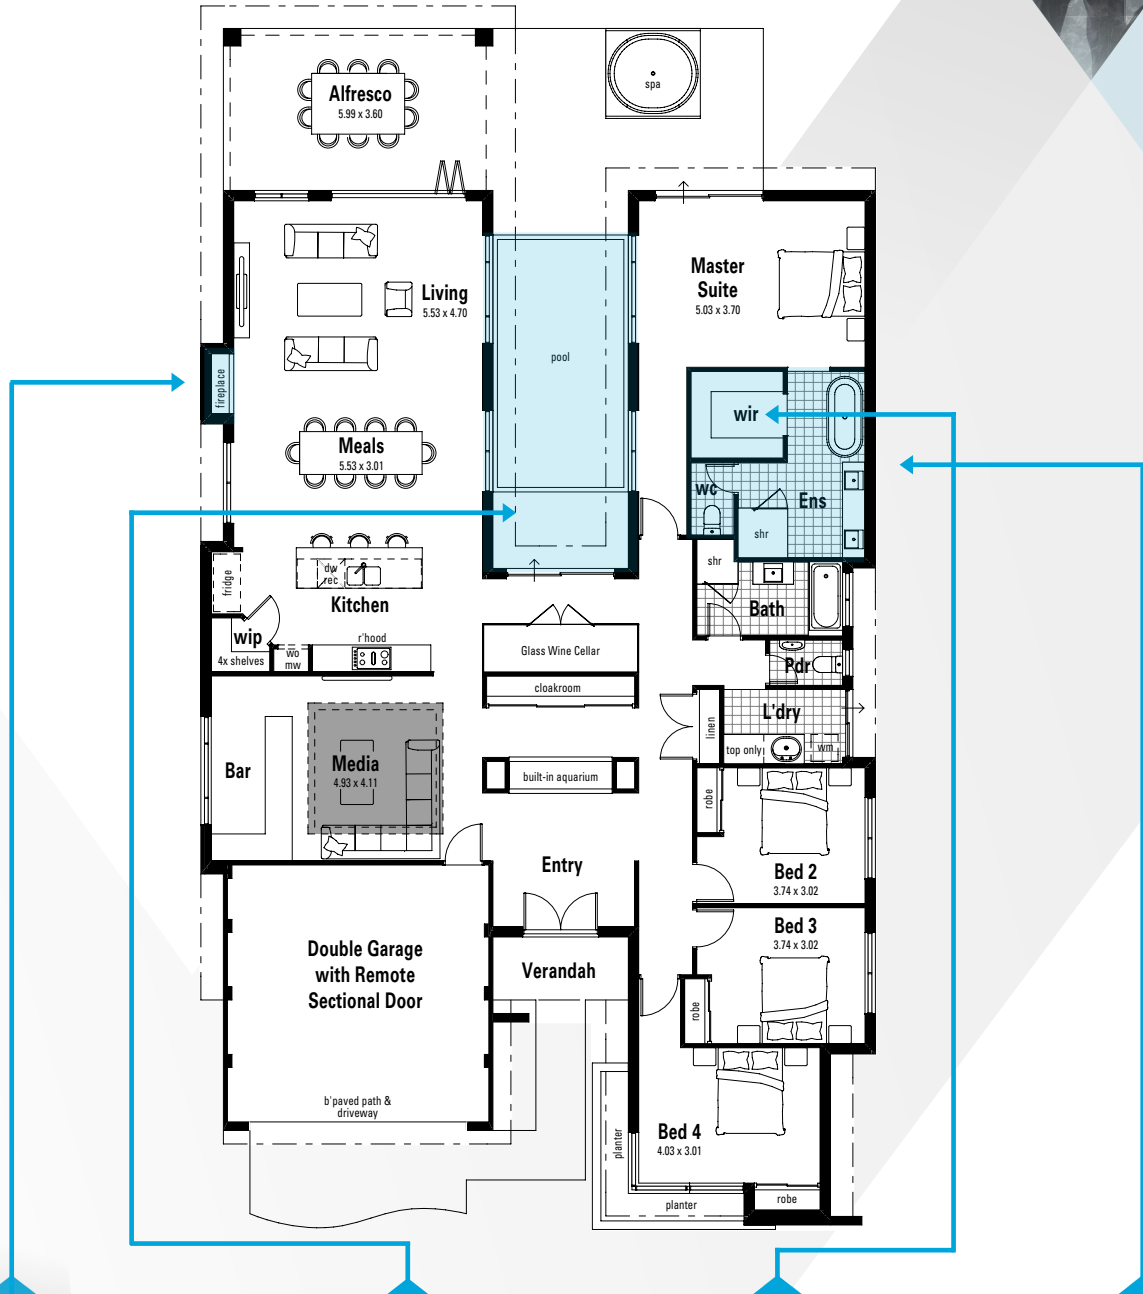 Alfresco
5.99 x 3.60
spa
Living
5.53 x 4.70
Master
Suite
5.03 x 3.70
pool
fireplace
wir
Meals
5.53 x 3.01
wc
Ens
shr
fridge
dw
rec
Kitchen
shr
Bath
wip
4x shelves
wo
mw
r'hood
Glass Wine Cellar
Pdr
cloakroom
linen
L'dry
top only
wm
Bar
Media
4.93 x 4.11
built-in aquarium
robe
Bed 2
3.74 x 3.02
Entry
Bed 3
3.74 x 3.02
Double Garage
with Remote
Sectional Door
Verandah
robe
b'paved path &
driveway
planter
Bed 4
4.03 x 3.01
planter
robe